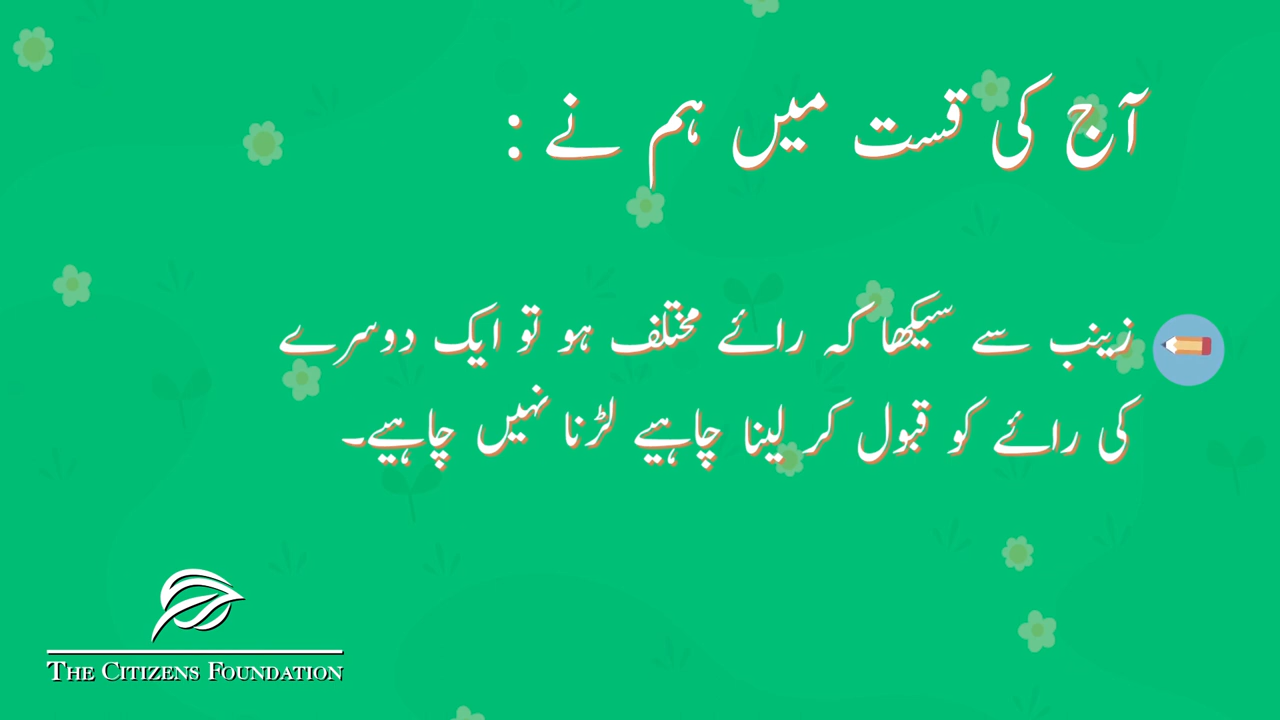 آج کی قسط میں ہم نے :
زینب سے سیکھا کہ رائے مختلف ہو تو ایک دوسرے
کی رائے کو قبول کر لینا چاہیے لڑنا نہیں چاہیے۔
THE CITIZENS FOUNDATION